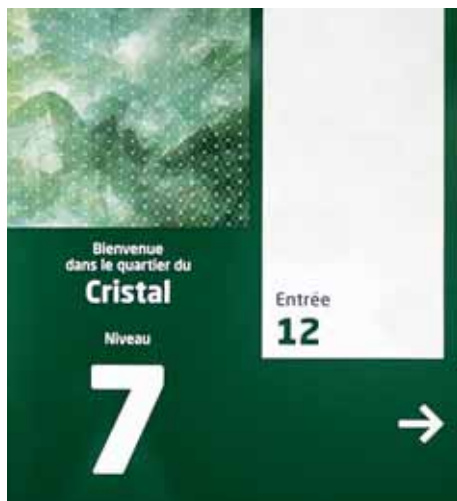 Bienvenue
dans le quartier du
Cristal
Niveau
7
Entrée
12